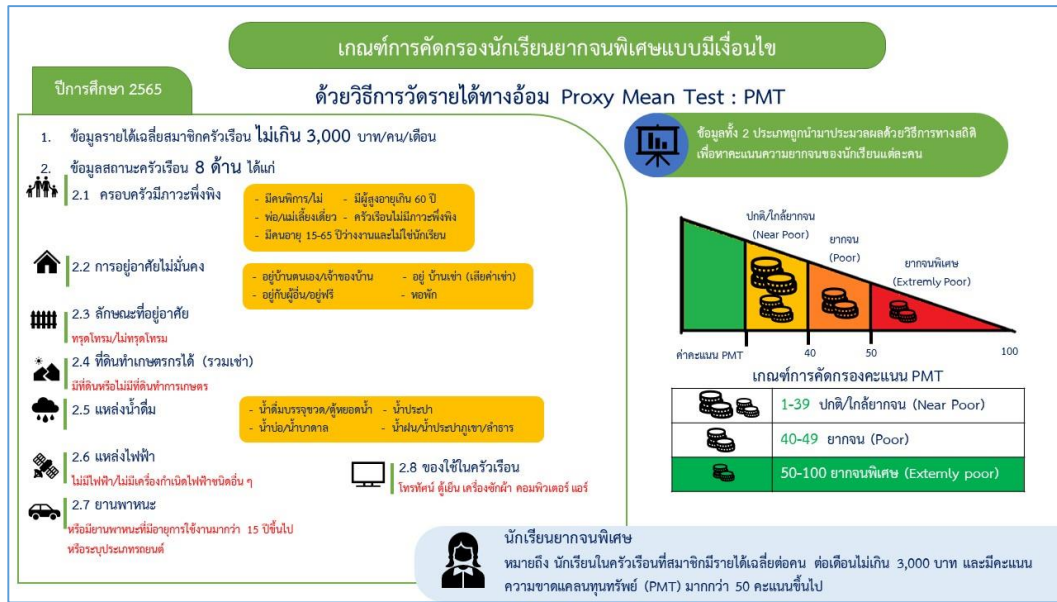 เกณฑ์การคัดกรองนักเรียนยากจนพิเศษแบบมีเงื่อนไข
ปีการศึกษา 2565
ด้วยวิธีการวัดรายได้ทางอ้อม Proxy Mean Test : PMT
1. ข้อมูลรายได้เฉลี่ยสมาชิกครัวเรือน ไม่เกิน 3,000 บาท/คน/เดือน
2. ข้อมูลสถานะครัวเรือน 8 ด้าน ได้แก่
2.1 ครอบครัวมีภาวะพึ่งพิง
- มีคนพิการ/ไม่ - มีผู้สูงอายุเกิน 60 ปี
- พ่อ/แม่เลี้ยงเดี่ยว - ครัวเรือนไม่มีภาวะพึ่งพิง
- มีคนอายุ 15-65 ปีว่างงานและไม่ใช่นักเรียน
2.2 การอยู่อาศัยไม่มั่นคง
- อยู่บ้านตนเอง/เจ้าของบ้าน - อยู่ บ้านเช่า (เสียค่าเช่า)
- อยู่กับผู้อื่น/อยู่ฟรี - หอพัก
2.3 ลักษณะที่อยู่อาศัย
ทรุดโทรม/ไม่ทรุดโทรม
2.4 ที่ดินทำเกษตรกรได้ (รวมเช่า)
มีที่ดินหรือไม่มีที่ดินทำการเกษตร
2.5 แหล่งน้ำดื่ม
- น้ำดื่มบรรจุขวด/ตู้หยอดน้ำ - น้ำประปา
- น้ำบ่อ/น้ำบาดาล - น้ำฝน/น้ำประปาภูเขา/ลำธาร
2.6 แหล่งไฟฟ้า
ไม่มีไฟฟ้า/ไม่มีเครื่องกำเนิดไฟฟ้าชนิดอื่น ๆ
2.7 ยานพาหนะ
หรือมียานพาหนะที่มีอายุการใช้งานมากว่า 15 ปีขึ้นไป
หรือระบุประเภทรถยนต์
2.8 ของใช้ในครัวเรือน
โทรทัศน์ ตู้เย็น เครื่องซักผ้า คอมพิวเตอร์ แอร์
ข้อมูลทั้ง 2 ประเภทถูกนำมาประมวลผลด้วยวิธีการทางสถิติ
เพื่อหาคะแนนความยากจนของนักเรียนแต่ละคน
ปกติ/ใกล้ยากจน
(Near Poor)
ยากจน
(Poor)
ยากจนพิเศษ
(Extremly Poor)
ค่าคะแนน PMT 40 50 100
เกณฑ์การคัดกรองคะแนน PMT
1-39 ปกติ/ใกล้ยากจน (Near Poor)
40-49 ยากจน (Poor)
50-100 ยากจนพิเศษ (Externly poor)
นักเรียนยากจนพิเศษ
หมายถึง นักเรียนในครัวเรือนที่สมาชิกมีรายได้เฉลี่ยต่อคน ต่อเดือนไม่เกิน 3,000 บาท และมีคะแนน
ความขาดแคลนทุนทรัพย์ (PMT) มากกว่า 50 คะแนนขึ้นไป